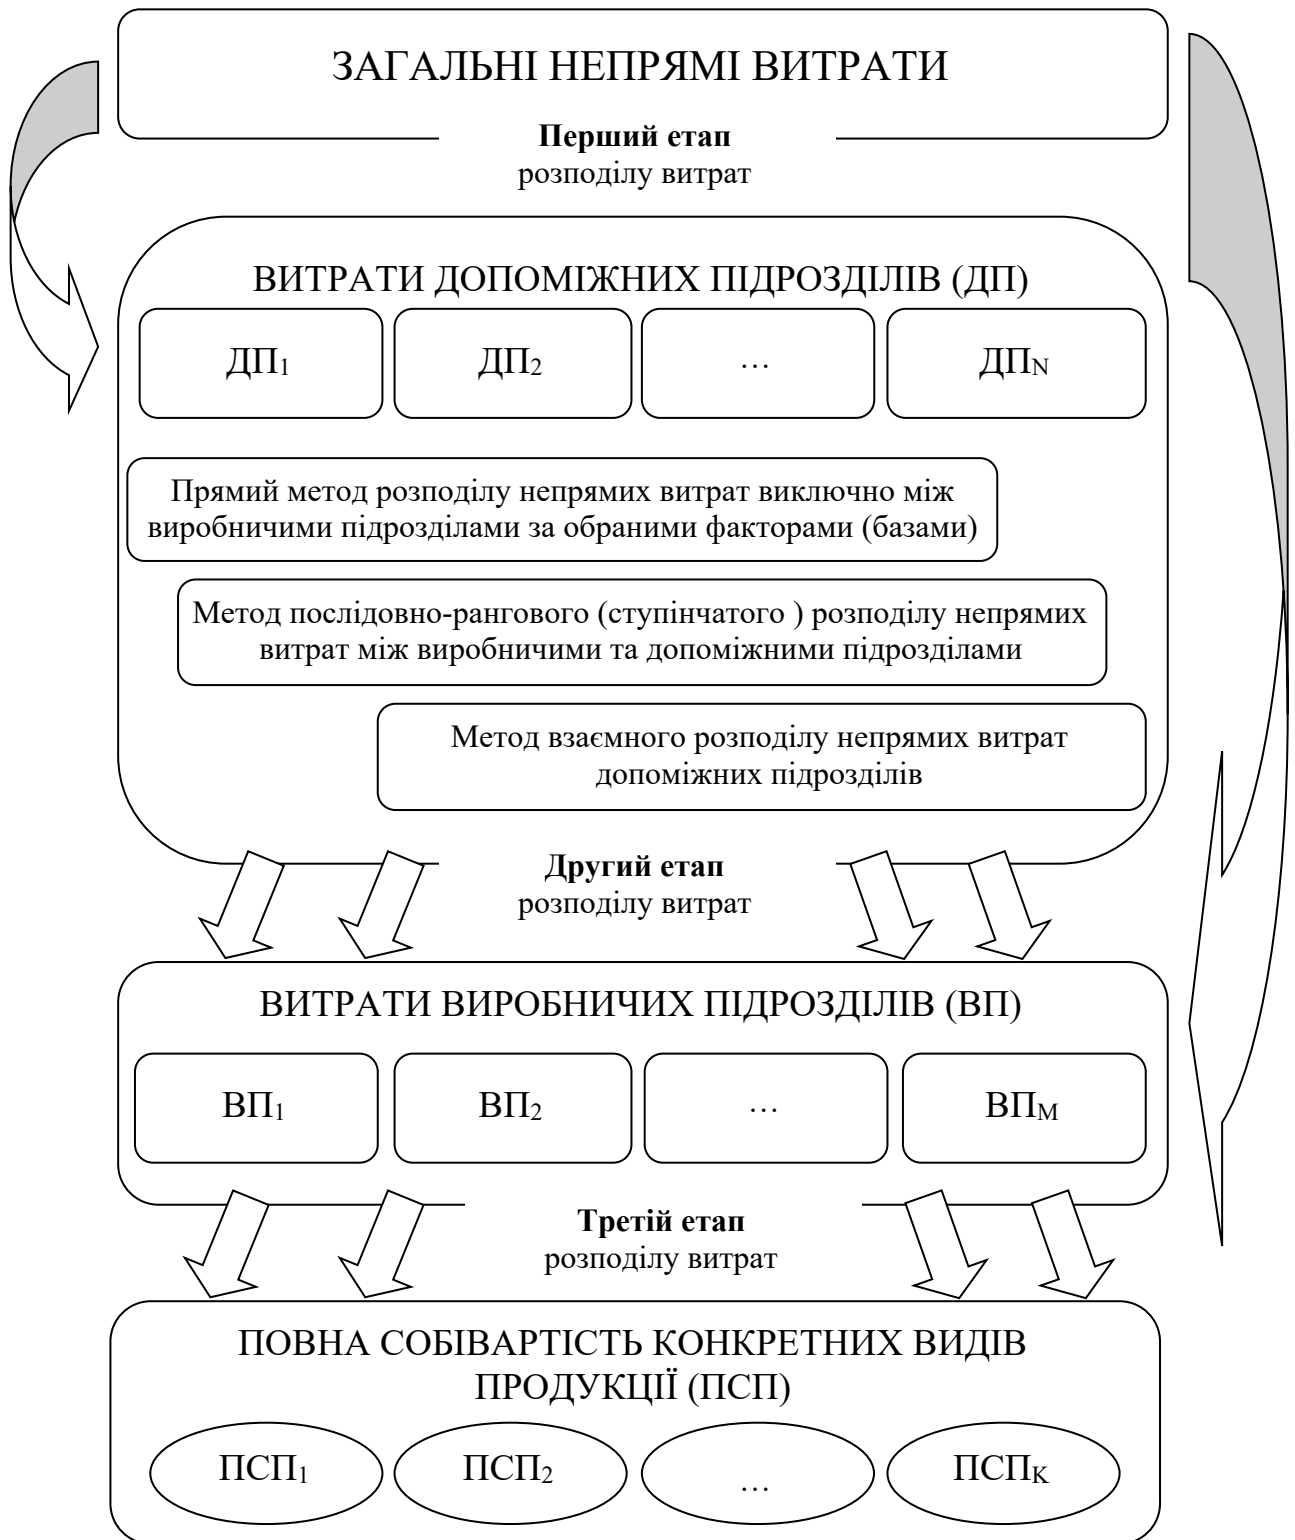 ЗАГАЛЬНІ НЕПРЯМІ ВИТРАТИ
Перший етап
розподілу витрат
ВИТРАТИ ДОПОМІЖНИХ ПІДРОЗДІЛІВ (ДП)
ДП₁ ДП₂ … ДПN
Прямий метод розподілу непрямих витрат виключно між
виробничими підрозділами за обраними факторами (базами)
Метод послідовно-рангового (ступінчатого ) розподілу непрямих
витрат між виробничими та допоміжними підрозділами
Метод взаємного розподілу непрямих витрат
допоміжних підрозділів
Другий етап
розподілу витрат
ВИТРАТИ ВИРОБНИЧИХ ПІДРОЗДІЛІВ (ВП)
ВП₁ ВП₂ … ВПM
Третій етап
розподілу витрат
ПОВНА СОБІВАРТІСТЬ КОНКРЕТНИХ ВИДІВ
ПРОДУКЦІЇ (ПСП)
ПСП₁ ПСП₂ … ПСПK